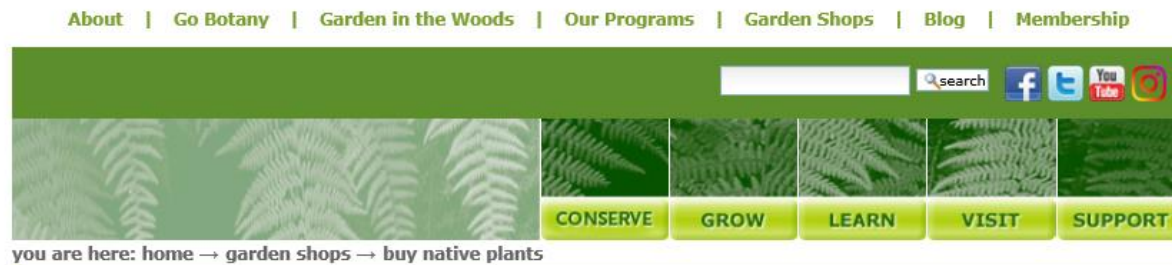 About | Go Botany | Garden in the Woods | Our Programs | Garden Shops | Blog | Membership
search
You
Tube
CONSERVE GROW LEARN VISIT SUPPORT
you are here: home → garden shops → buy native plants